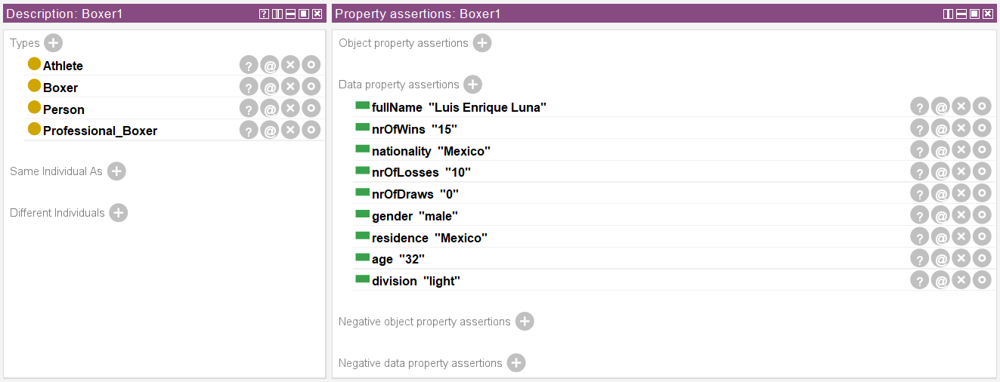 Description: Boxer1
Types
Athlete
Boxer
Person
Professional_Boxer
Same Individual As
Different Individuals
Property assertions: Boxer1
Object property assertions
Data property assertions
fullName "Luis Enrique Luna"
nrOfWins "15"
nationality "Mexico"
nrOfLosses "10"
nrOfDraws "0"
gender "male"
residence "Mexico"
age "32"
division "light"
Negative object property assertions
Negative data property assertions